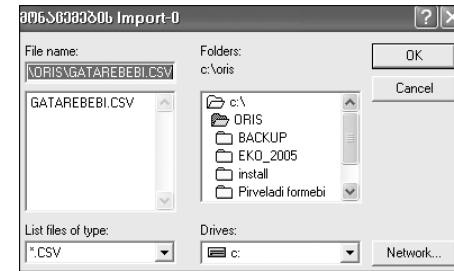 მონაცემების Import-0
File name:
\ORIS\GATAREBEBI.CSV
GATAREBEBI.CSV
List files of type:
*.CSV
Folders:
c:\oris
c:\
ORIS
BACKUP
EKO_2005
install
Pirveladi formebi
Drives:
c:
OK
Cancel
Network...